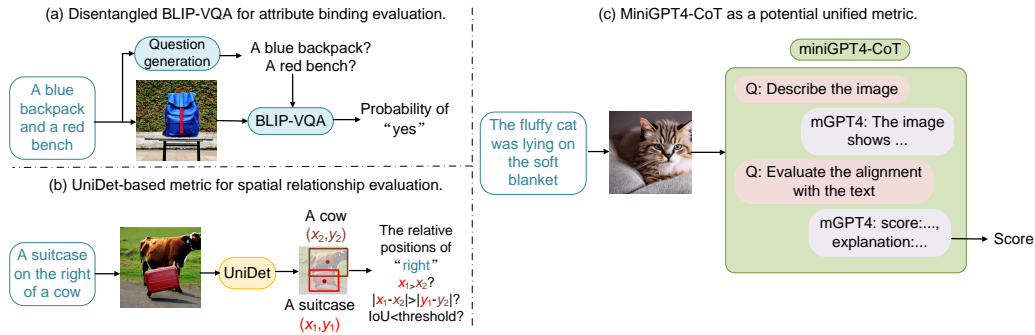 (a) Disentangled BLIP-VQA for attribute binding evaluation.
Question
generation
A blue backpack?
A red bench?
A blue
backpack
and a red
bench
BLIP-VQA
Probability of
“yes”
(b) UniDet-based metric for spatial relationship evaluation.
A suitcase
on the right
of a cow
UniDet
A cow
(x₂,y₂)
A suitcase
(x₁,y₁)
The relative
positions of
“right”
x₁>x₂?
|x₁-x₂|>|y₁-y₂|?
IoU<threshold?
(c) MiniGPT4-CoT as a potential unified metric.
miniGPT4-CoT
The fluffy cat
was lying on
the soft
blanket
Q: Describe the image
mGPT4: The image
shows ...
Q: Evaluate the alignment
with the text
mGPT4: score:...,
explanation:...
Score